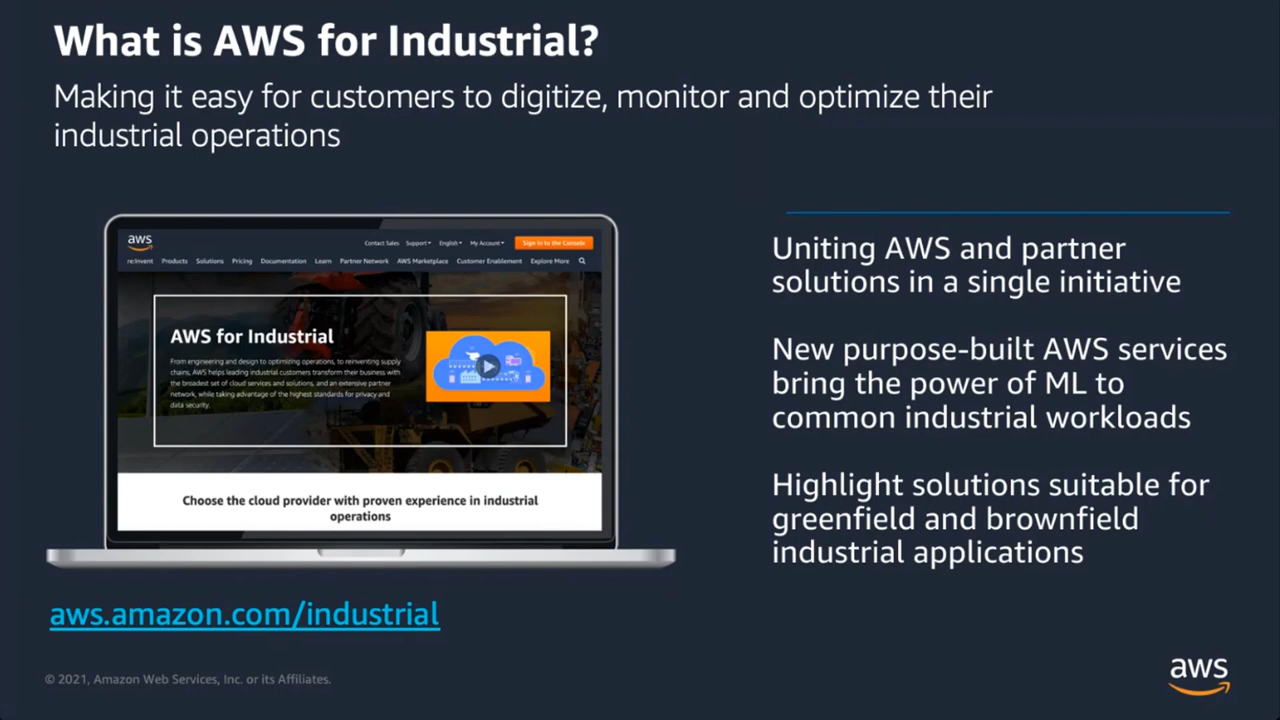 What is AWS for Industrial?
Making it easy for customers to digitize, monitor and optimize their
industrial operations
aws
Contact Sales Support English My Account Sign In to the Console
re:Invent Products Solutions Pricing Documentation Learn Partner Network AWS Marketplace Customer Enablement Explore More
AWS for Industrial
From engineering and design to optimizing operations, to reinventing supply
chains, AWS helps leading industrial customers transform their business with
the broadest set of cloud services and solutions, and an extensive partner
network, while taking advantage of the highest standards for privacy and
data security.
Choose the cloud provider with proven experience in industrial
operations
aws.amazon.com/industrial
Uniting AWS and partner
solutions in a single initiative
New purpose-built AWS services
bring the power of ML to
common industrial workloads
Highlight solutions suitable for
greenfield and brownfield
industrial applications
© 2021, Amazon Web Services, Inc. or its Affiliates.
aws